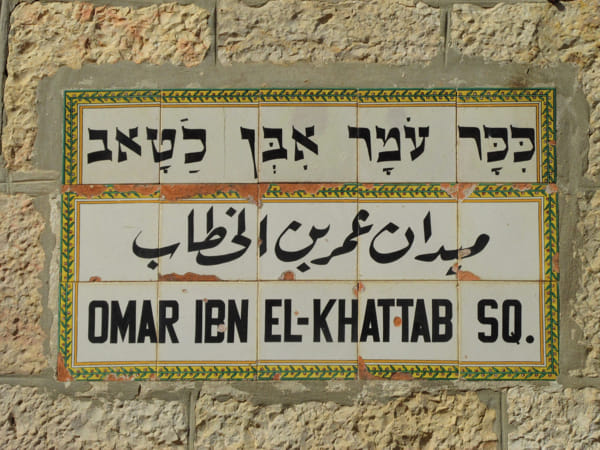 כִּכָּר עֹמָר אִבְּן כַטָאב
ميدان عمر بن الخطاب
OMAR IBN EL-KHATTAB SQ.